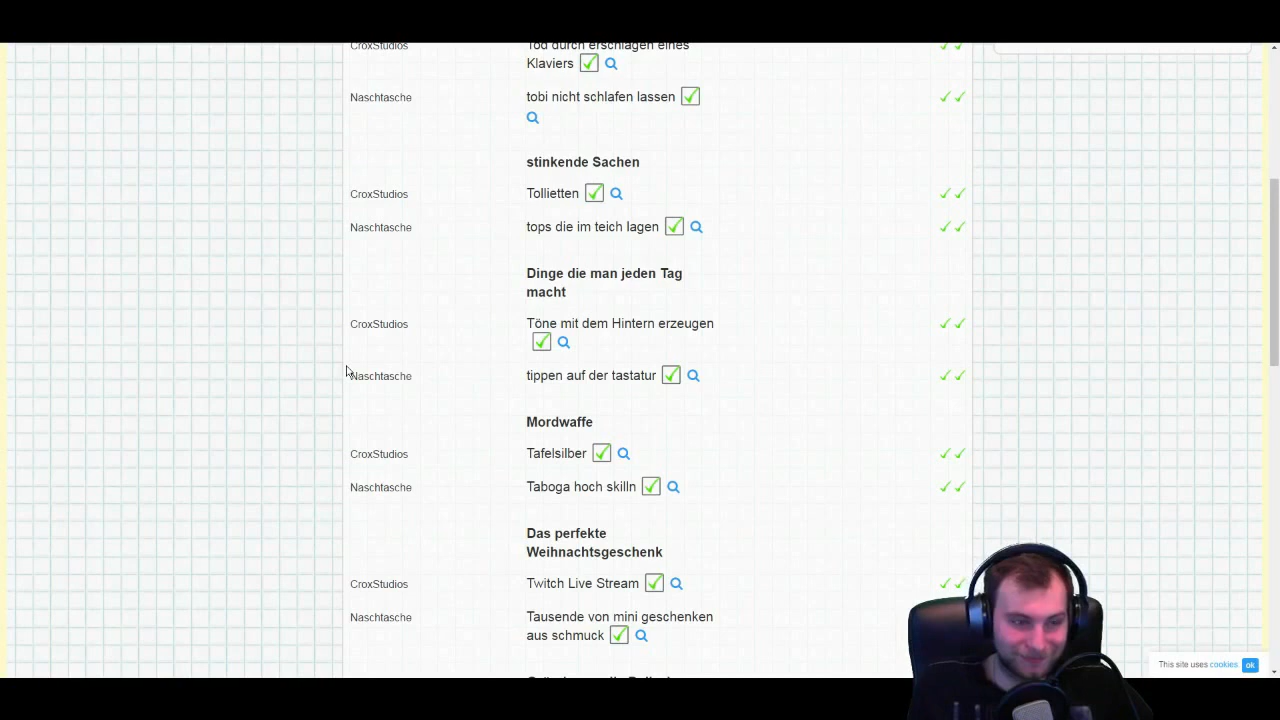 CroxStudios Tod durch erschlagen eines
Klaviers
Naschtasche tobi nicht schlafen lassen
stinkende Sachen
CroxStudios Tollietten
Naschtasche tops die im teich lagen
Dinge die man jeden Tag
macht
CroxStudios Töne mit dem Hintern erzeugen
Naschtasche tippen auf der tastatur
Mordwaffe
CroxStudios Tafelsilber
Naschtasche Taboga hoch skilln
Das perfekte
Weihnachtsgeschenk
CroxStudios Twitch Live Stream
Naschtasche Tausende von mini geschenken
aus schmuck
This site uses cookies ok